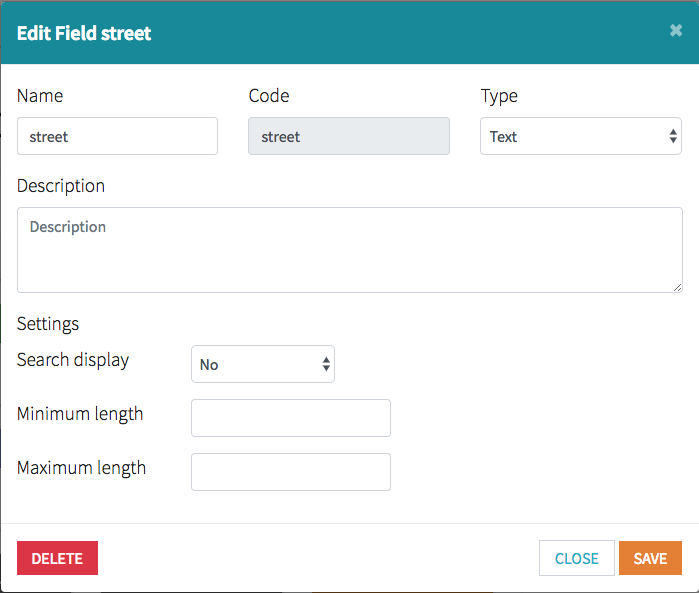 Edit Field street
Name Code Type
street street Text
Description
Description
Settings
Search display No
Minimum length
Maximum length
DELETE CLOSE SAVE